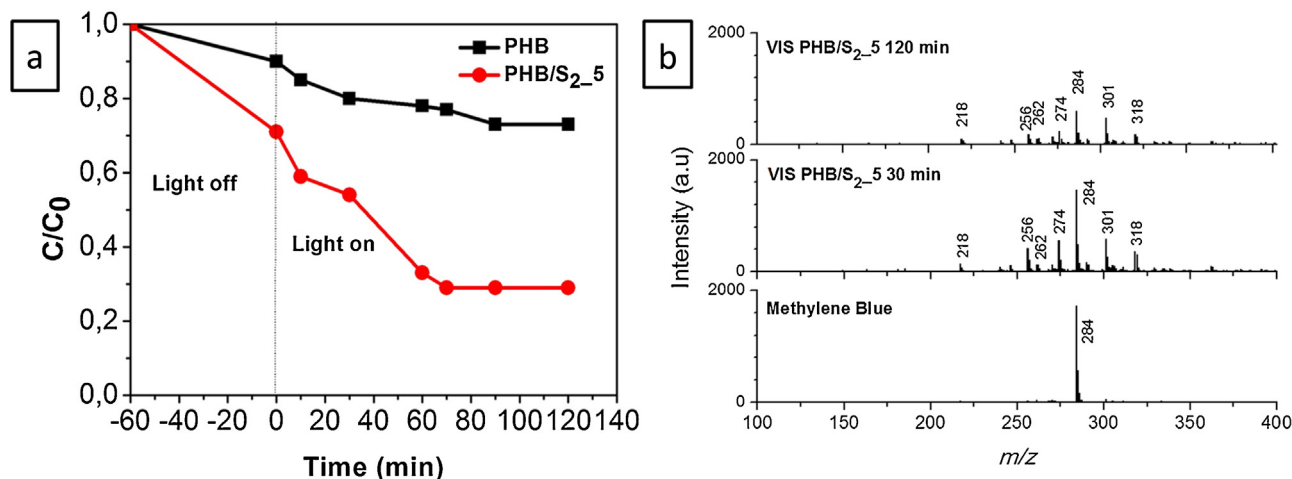 a
1,0
0,8
0,6
0,4
0,2
0,0
C/C0
PHB
PHB/S2_5
Light off
Light on
-60 -40 -20 0 20 40 60 80 100 120 140
Time (min)
b
2000
VIS PHB/S2_5 120 min
218
256
262
274
284
301
318
0
2000
VIS PHB/S2_5 30 min
218
256
262
274
284
301
318
0
2000
Methylene Blue
284
0
Intensity (a.u)
100 150 200 250 300 350 400
m/z